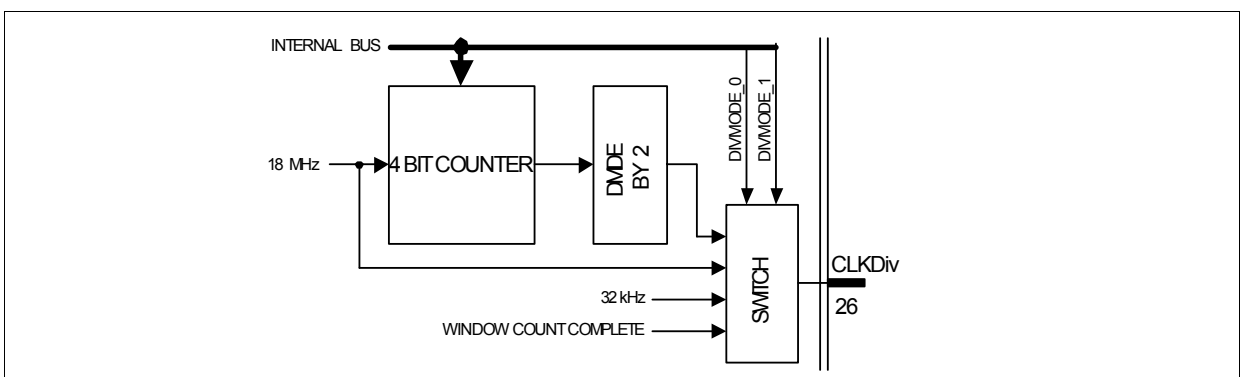 INTERNAL BUS
DIVMODE_0
DIVMODE_1
18 MHz
4 BIT COUNTER
DIVIDE
BY 2
SWITCH
CLKDiv
26
32 kHz
WINDOW COUNT COMPLETE